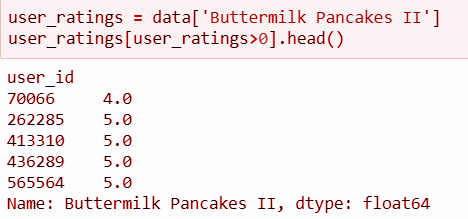 user_ratings = data['Buttermilk Pancakes II']
user_ratings[user_ratings>0].head()
user_id
70066     4.0
262285    5.0
413310    5.0
436289    5.0
565564    5.0
Name: Buttermilk Pancakes II, dtype: float64